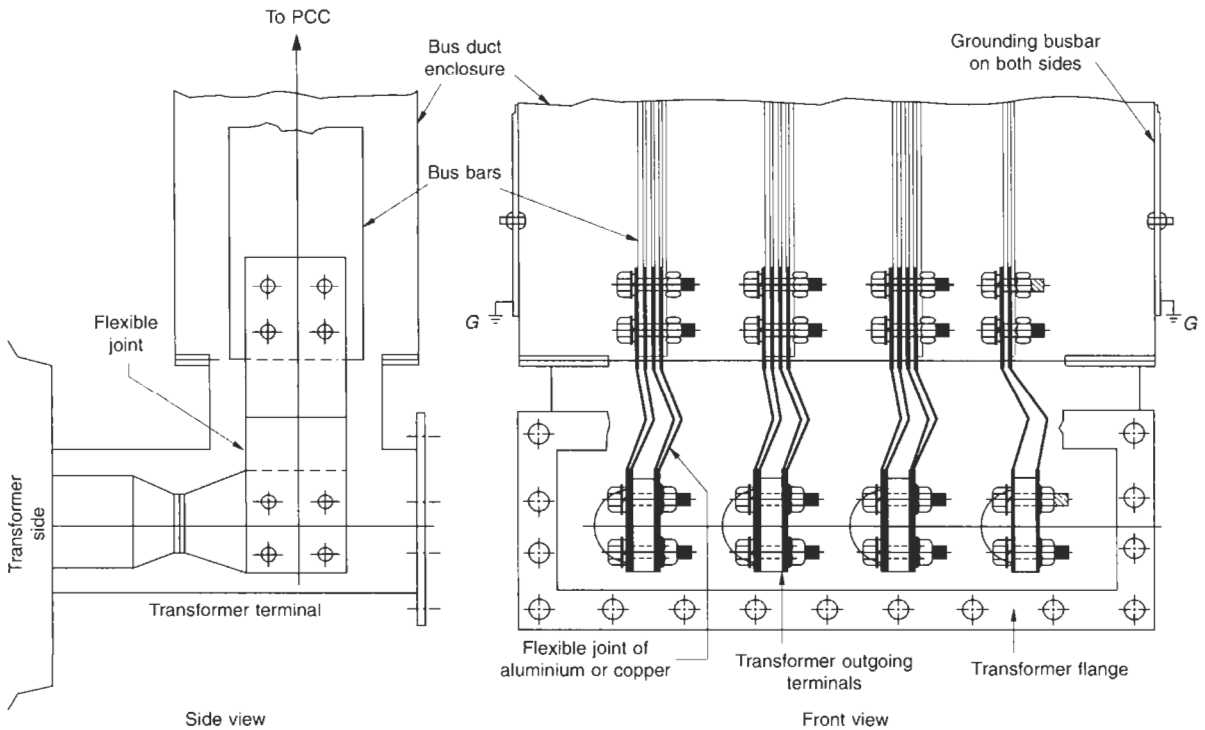 To PCC
Bus duct
enclosure
Grounding busbar
on both sides
Bus bars
Flexible
joint
G
G
Transformer
side
Transformer terminal
Flexible joint of
aluminium or copper
Transformer outgoing
terminals
Transformer flange
Side view
Front view